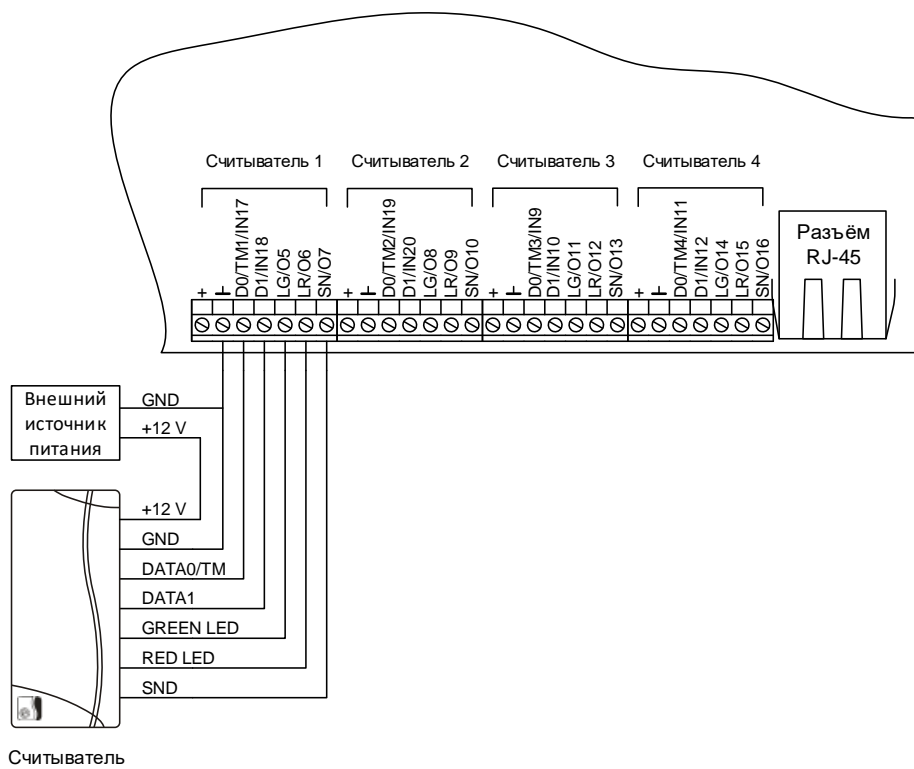 Считыватель 1
Считыватель 2
Считыватель 3
Считыватель 4
+
⊥
D0/TM1/IN17
D1/IN18
LG/O5
LR/O6
SN/O7
+
⊥
D0/TM2/IN19
D1/IN20
LG/O8
LR/O9
SN/O10
+
⊥
D0/TM3/IN9
D1/IN10
LG/O11
LR/O12
SN/O13
+
⊥
D0/TM4/IN11
D1/IN12
LG/O14
LR/O15
SN/O16
Разъём
RJ-45
Внешний
источник
питания
GND
+12 V
+12 V
GND
DATA0/TM
DATA1
GREEN LED
RED LED
SND
Считыватель